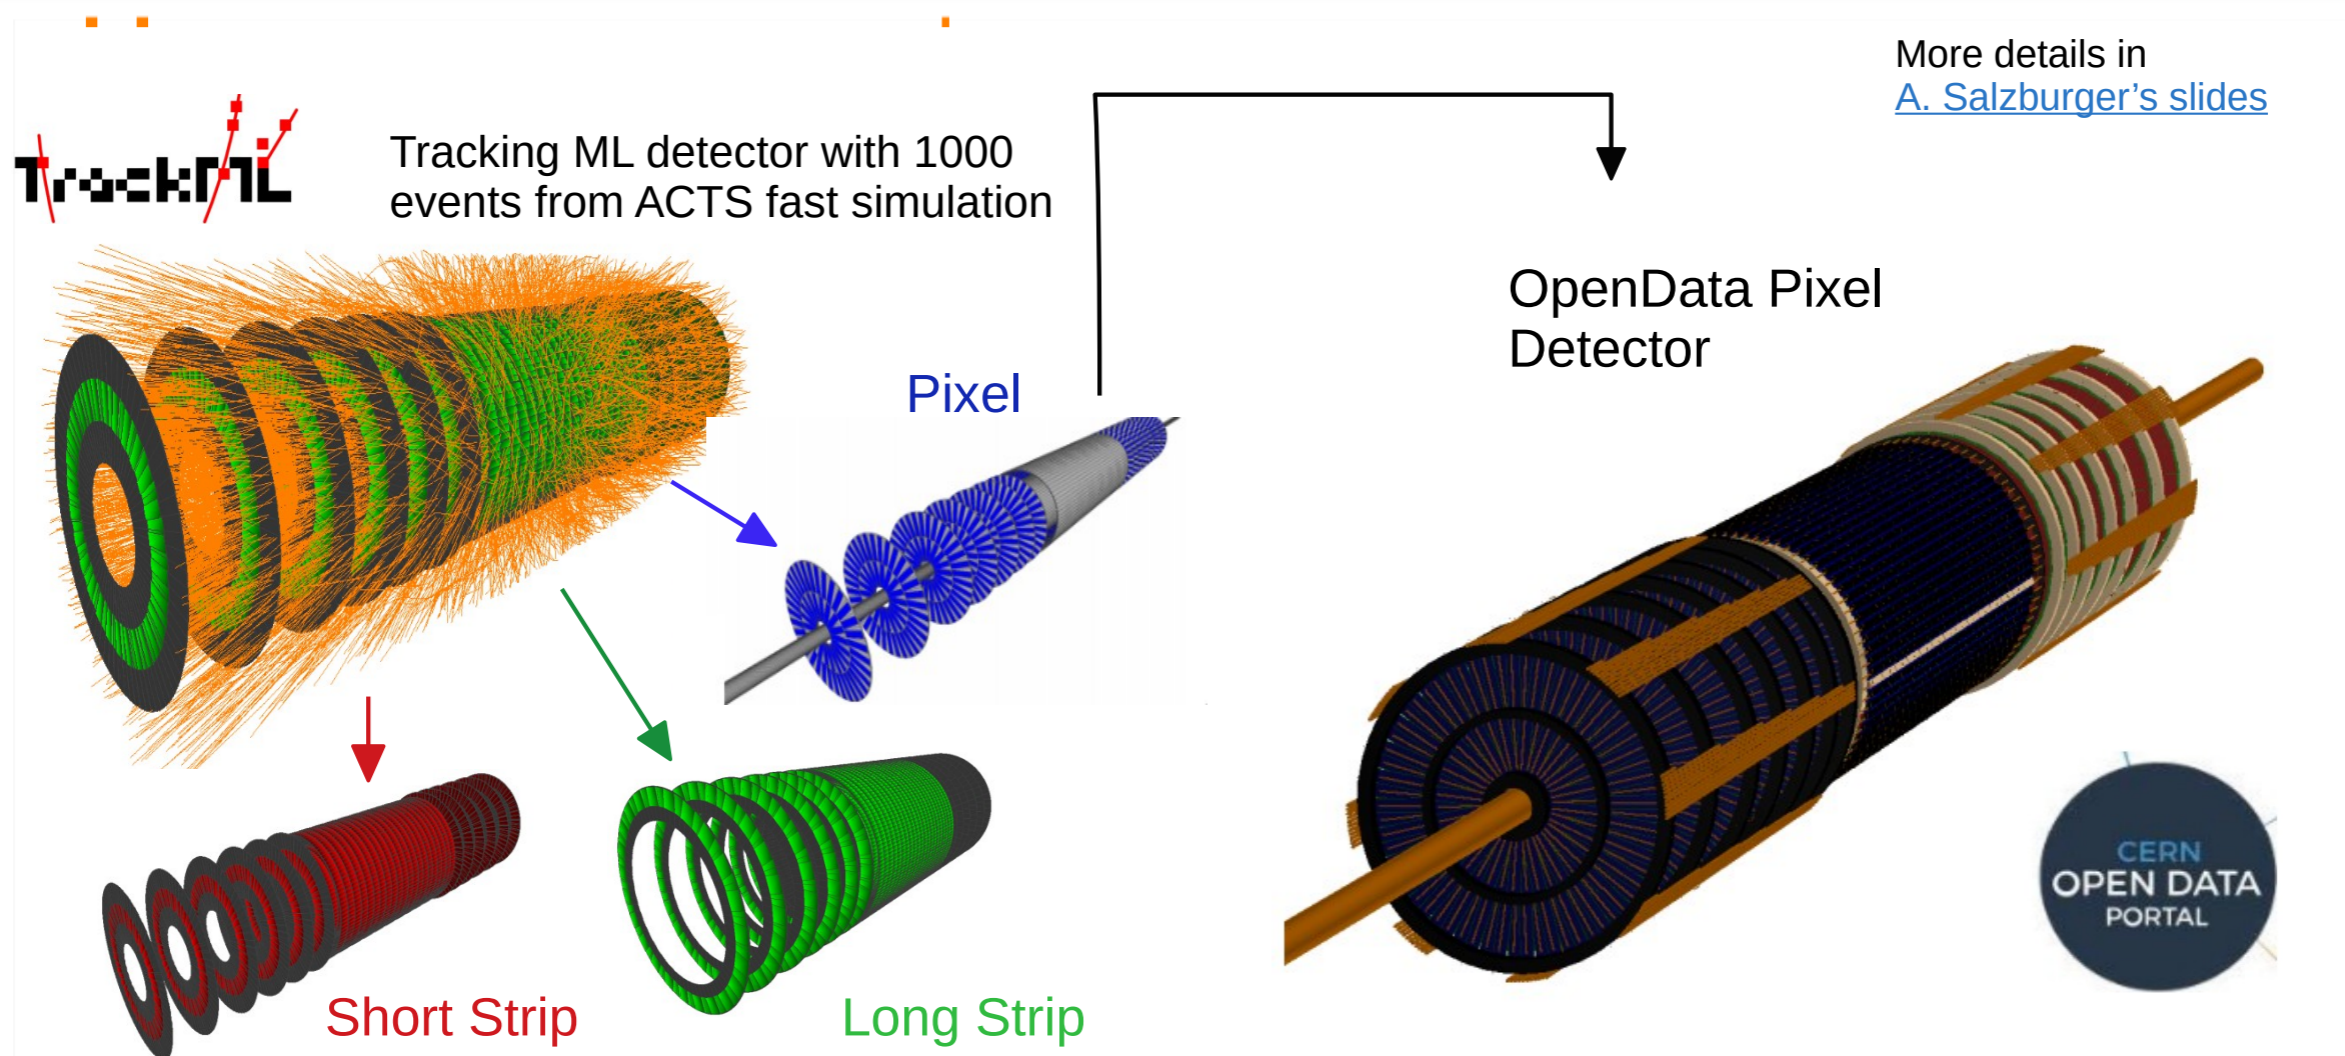 More details in
A. Salzburger’s slides
TrackML
Tracking ML detector with 1000
events from ACTS fast simulation
OpenData Pixel
Detector
Pixel
Short Strip
Long Strip
CERN
OPEN DATA
PORTAL